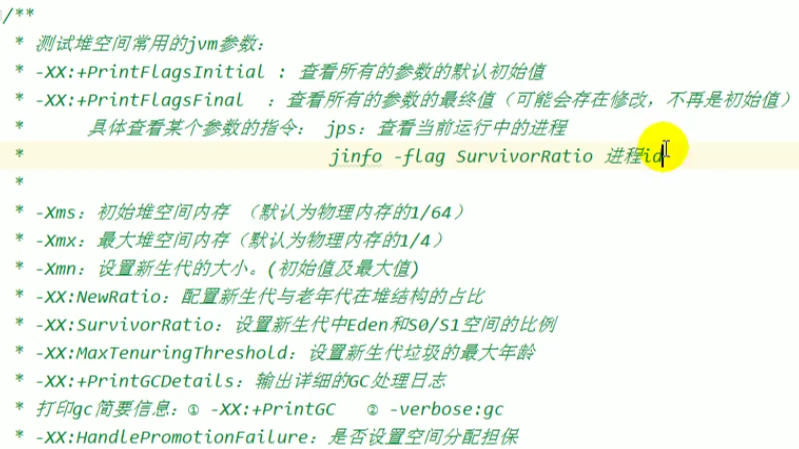 /**
* 测试堆空间常用的jvm参数：
* -XX:+PrintFlagsInitial : 查看所有的参数的默认初始值
* -XX:+PrintFlagsFinal ：查看所有的参数的最终值（可能会存在修改，不再是初始值）
* 具体查看某个参数的指令： jps：查看当前运行中的进程
* jinfo -flag SurvivorRatio 进程id
*
* -Xms：初始堆空间内存 （默认为物理内存的1/64）
* -Xmx：最大堆空间内存（默认为物理内存的1/4）
* -Xmn：设置新生代的大小。(初始值及最大值)
* -XX:NewRatio：配置新生代与老年代在堆结构的占比
* -XX:SurvivorRatio：设置新生代中Eden和S0/S1空间的比例
* -XX:MaxTenuringThreshold：设置新生代垃圾的最大年龄
* -XX:+PrintGCDetails：输出详细的GC处理日志
* 打印gc简要信息：① -XX:+PrintGC ② -verbose:gc
* -XX:HandlePromotionFailure：是否设置空间分配担保